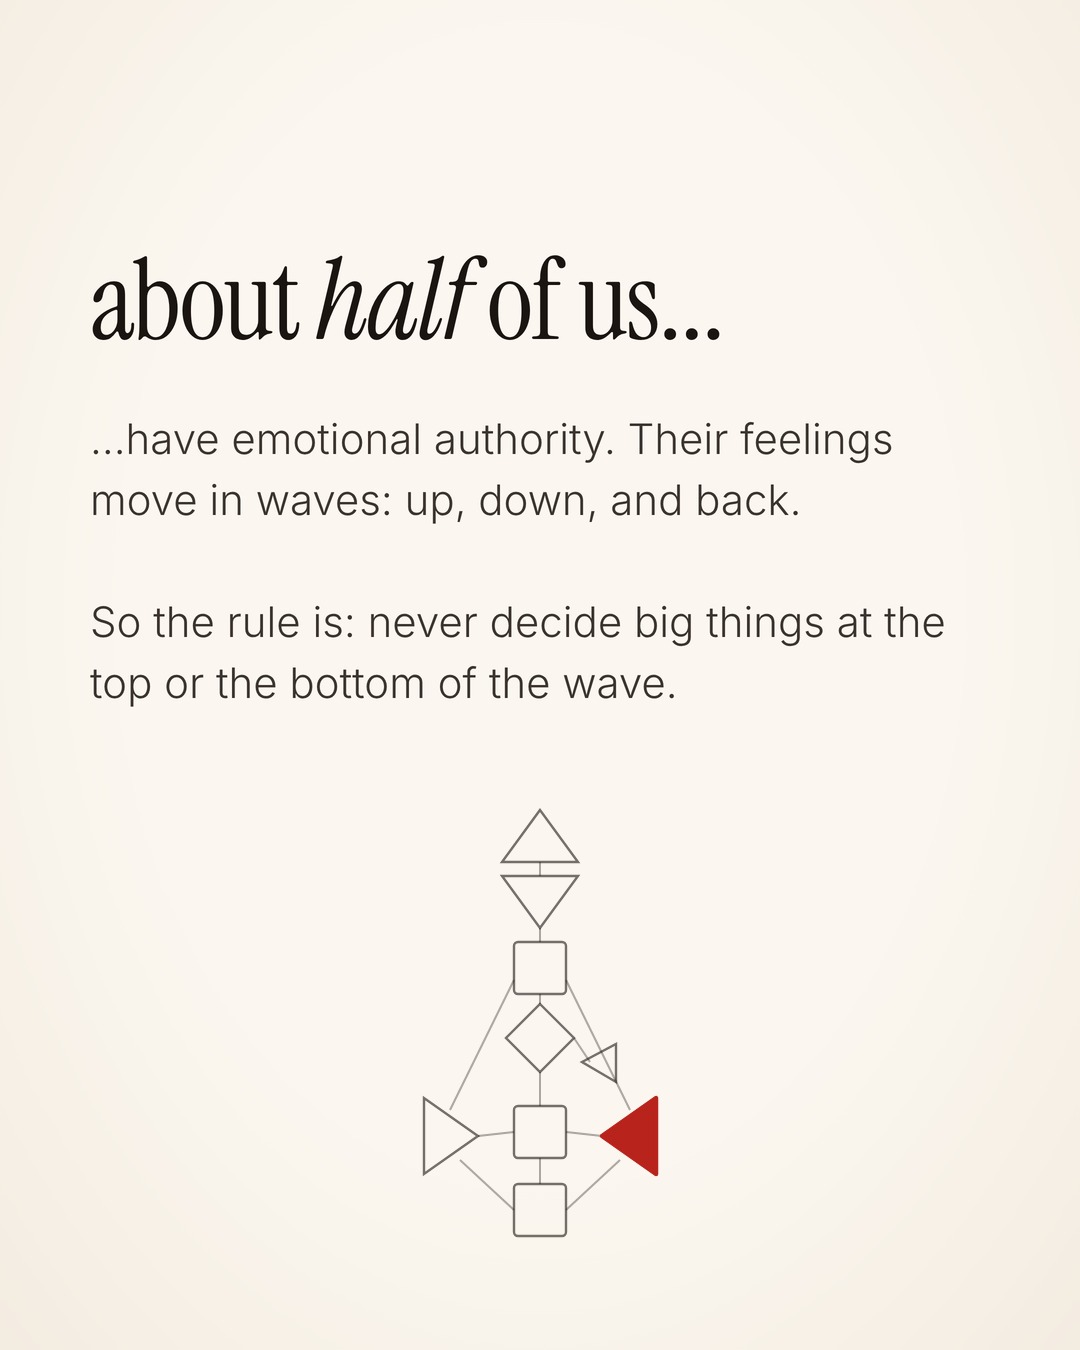 about half of us...
...have emotional authority. Their feelings
move in waves: up, down, and back.
So the rule is: never decide big things at the
top or the bottom of the wave.